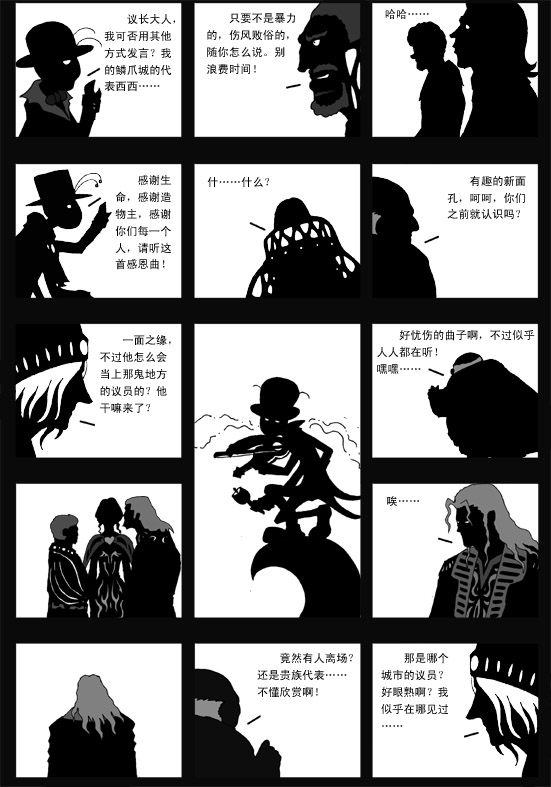 议长大人，
我可否用其他
方式发言？我
的鳞爪城的代
表西西……
只要不是暴力
的，伤风败俗的，
随你怎么说。别
浪费时间！
哈哈……
感谢生
命，感谢造
物主，感谢
你们每一个
人，请听这
首感恩曲！
什……什么？
有趣的新面
孔，呵呵，你们
之前就认识吗？
一面之缘，
不过他怎么会
当上那鬼地方
的议员的？他
干嘛来了？
好忧伤的曲子啊，不过似乎
人人都在听！
嘿嘿……
唉……
竟然有人离场？
还是贵族代表……
不懂欣赏啊！
那是哪个
城市的议员？
好眼熟啊？我
似乎在哪见过
……